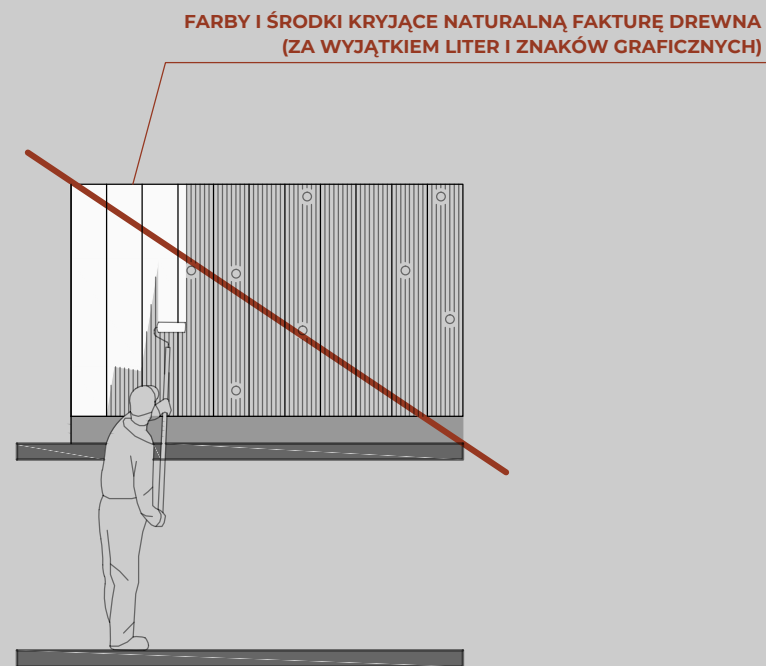 FARBY I ŚRODKI KRYJĄCE NATURALNĄ FAKTURĘ DREWNA
(ZA WYJĄTKIEM LITER I ZNAKÓW GRAFICZNYCH)